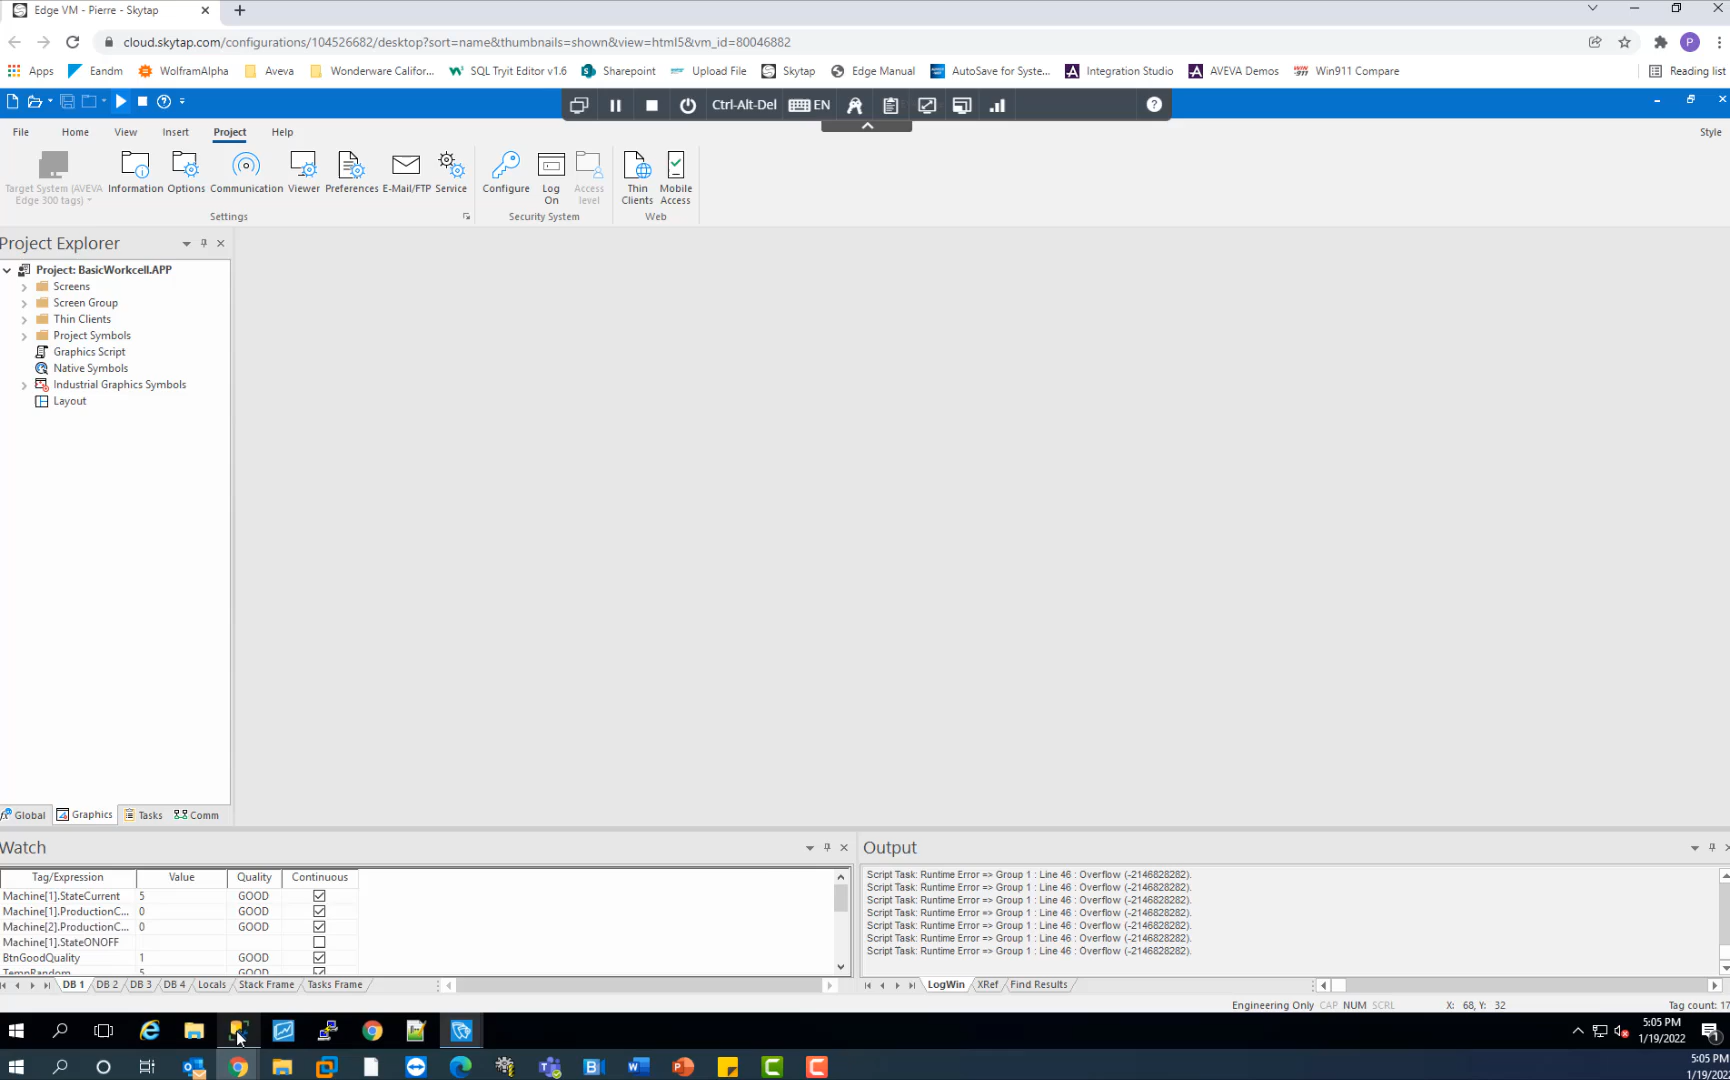 Edge VM - Pierre - Skytap
cloud.skytap.com/configurations/104526682/desktop?sort=name&thumbnails=shown&view=html5&vm_id=80046882
P
Apps Eandm WolframAlpha Aveva Wonderware Califor... SQL Tryit Editor v1.6 Sharepoint Upload File Skytap Edge Manual AutoSave for Syste... Integration Studio AVEVA Demos Win911 Compare Reading list
Ctrl-Alt-Del EN
File Home View Insert Project Help Style
Target System (AVEVA Edge 300 tags) Information Options Communication Viewer Preferences E-Mail/FTP Service Configure Log On Access level Thin Clients Mobile Access
Settings Security System Web
Project Explorer
Project: BasicWorkcell.APP
Screens
Screen Group
Thin Clients
Project Symbols
Graphics Script
Native Symbols
Industrial Graphics Symbols
Layout
Global Graphics Tasks Comm
Watch
Tag/Expression Value Quality Continuous
Machine[1].StateCurrent 5 GOOD
Machine[1].ProductionC... 0 GOOD
Machine[2].ProductionC... 0 GOOD
Machine[1].StateONOFF
BtnGoodQuality 1 GOOD
TempRandom 5 GOOD
DB 1 DB 2 DB 3 DB 4 Locals Stack Frame Tasks Frame
Output
Script Task: Runtime Error => Group 1 : Line 46 : Overflow (-2146828282).
Script Task: Runtime Error => Group 1 : Line 46 : Overflow (-2146828282).
Script Task: Runtime Error => Group 1 : Line 46 : Overflow (-2146828282).
Script Task: Runtime Error => Group 1 : Line 46 : Overflow (-2146828282).
Script Task: Runtime Error => Group 1 : Line 46 : Overflow (-2146828282).
Script Task: Runtime Error => Group 1 : Line 46 : Overflow (-2146828282).
Script Task: Runtime Error => Group 1 : Line 46 : Overflow (-2146828282).
LogWin XRef Find Results
Engineering Only CAP NUM SCRL X: 68, Y: 32 Tag count: 17
5:05 PM
1/19/2022
1
5:05 PM
1/19/2022